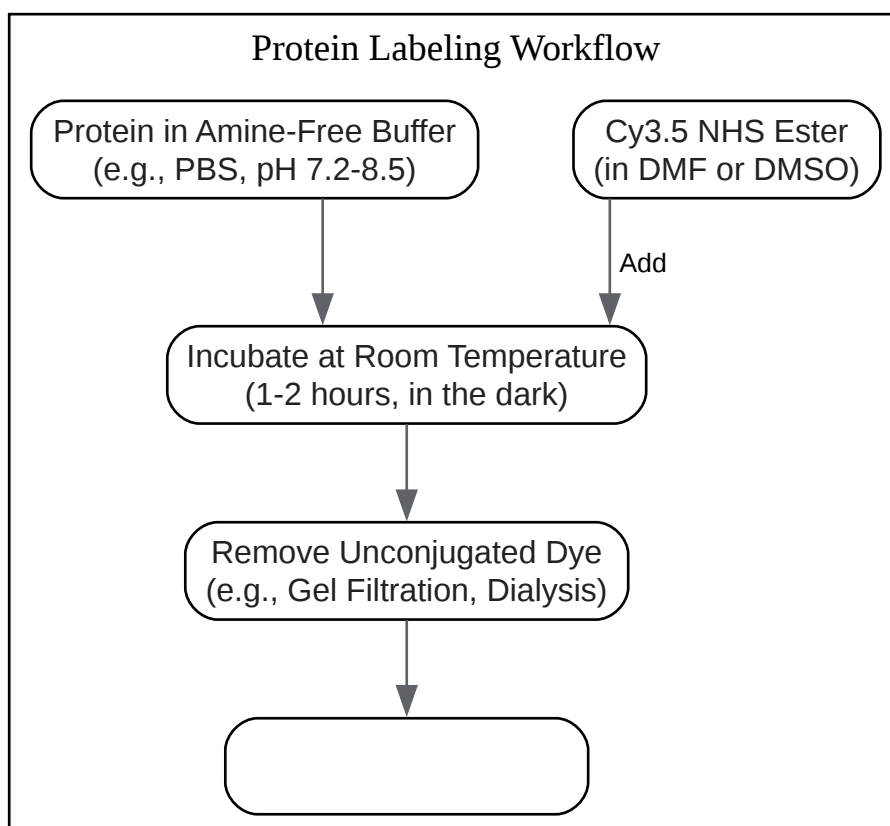 Protein Labeling Workflow
Protein in Amine-Free Buffer
(e.g., PBS, pH 7.2-8.5)
Cy3.5 NHS Ester
(in DMF or DMSO)
Add
Incubate at Room Temperature
(1-2 hours, in the dark)
Remove Unconjugated Dye
(e.g., Gel Filtration, Dialysis)